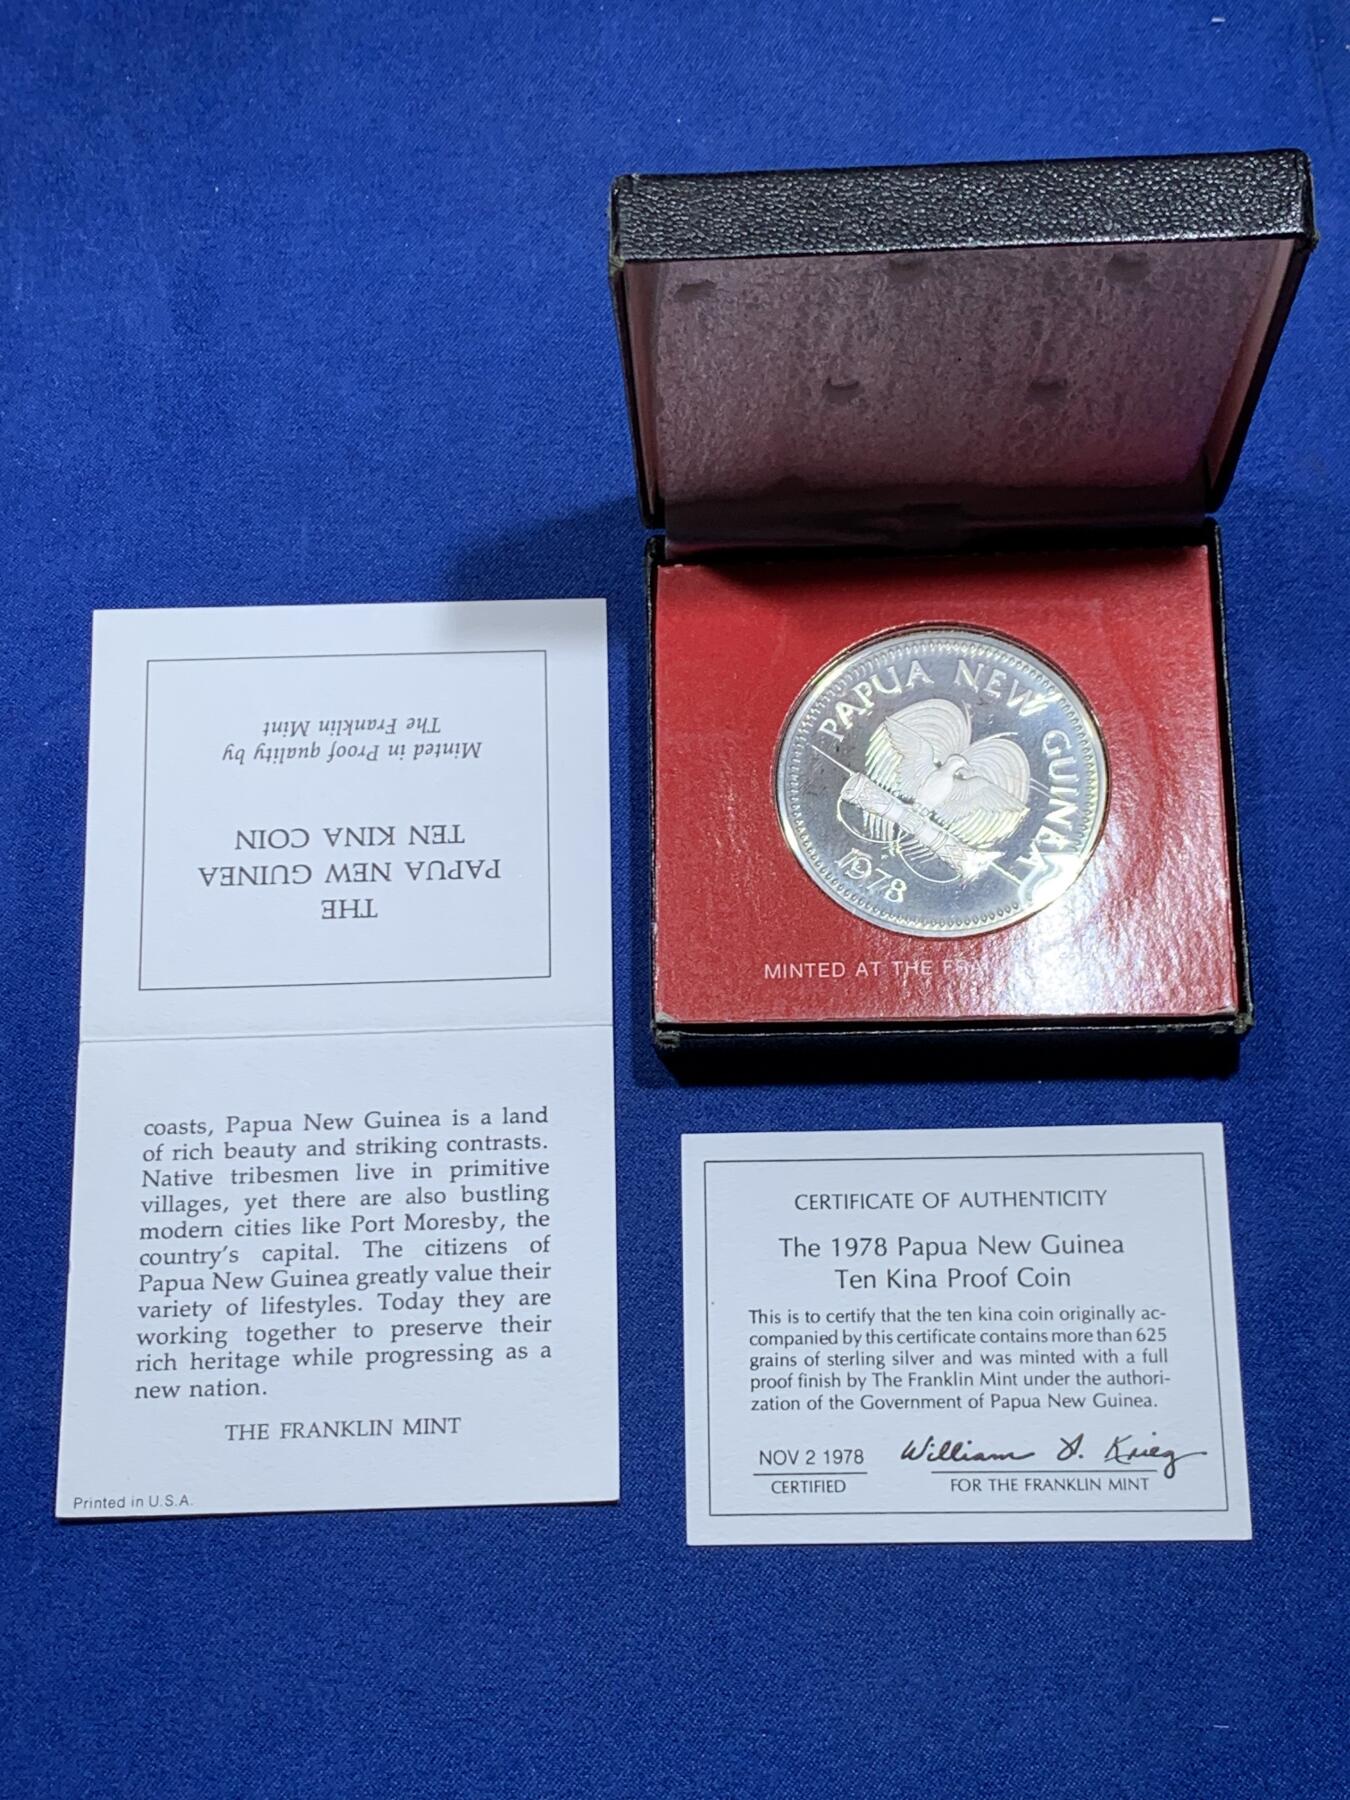 THE
PAPUA NEW GUINEA
TEN KINA COIN
Minted in Proof quality by
The Franklin Mint
coasts, Papua New Guinea is a land
of rich beauty and striking contrasts.
Native tribesmen live in primitive
villages, yet there are also bustling
modern cities like Port Moresby, the
country's capital. The citizens of
Papua New Guinea greatly value their
variety of lifestyles. Today they are
working together to preserve their
rich heritage while progressing as a
new nation.
THE FRANKLIN MINT
Printed in U.S.A.
PAPUA NEW GUINEA
1978
MINTED AT THE
CERTIFICATE OF AUTHENTICITY
The 1978 Papua New Guinea
Ten Kina Proof Coin
This is to certify that the ten kina coin originally ac-
companied by this certificate contains more than 625
grains of sterling silver and was minted with a full
proof finish by The Franklin Mint under the authori-
zation of the Government of Papua New Guinea.
NOV 2 1978 William S. Krieg
CERTIFIED FOR THE FRANKLIN MINT